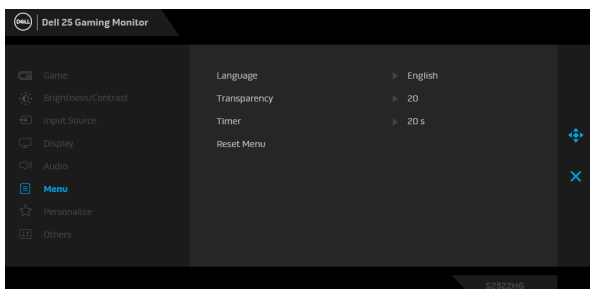 DELL Dell 25 Gaming Monitor
Game
Brightness/Contrast
Input Source
Display
Audio
Menu
Personalize
Others
Language English
Transparency 20
Timer 20 s
Reset Menu
S2522HG